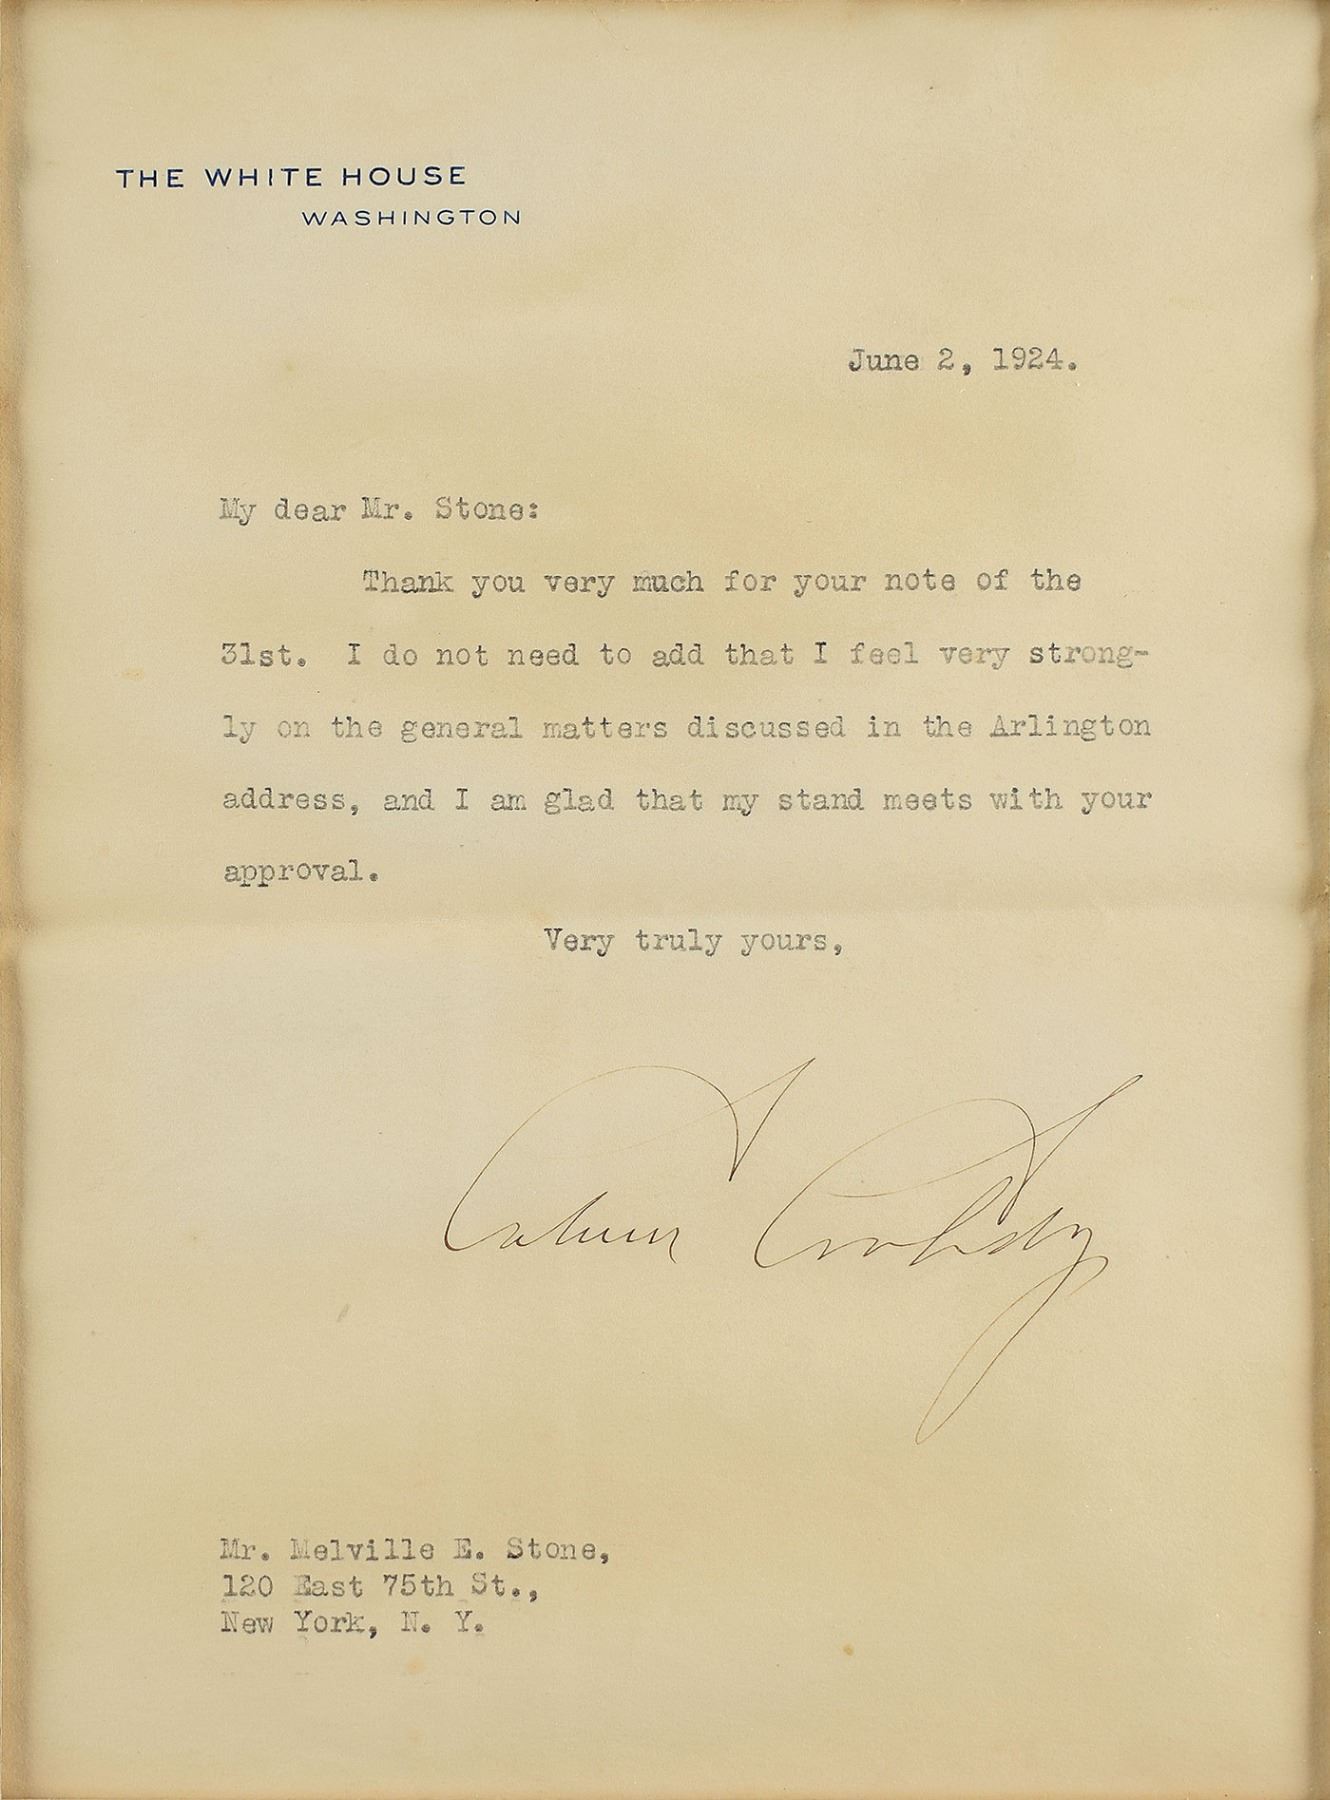 THE WHITE HOUSE
WASHINGTON
June 2, 1924.
My dear Mr. Stone:
Thank you very much for your note of the
31st. I do not need to add that I feel very strong-
ly on the general matters discussed in the Arlington
address, and I am glad that my stand meets with your
approval.
Very truly yours,
Calvin Coolidge
Mr. Melville E. Stone,
120 East 75th St.,
New York, N. Y.